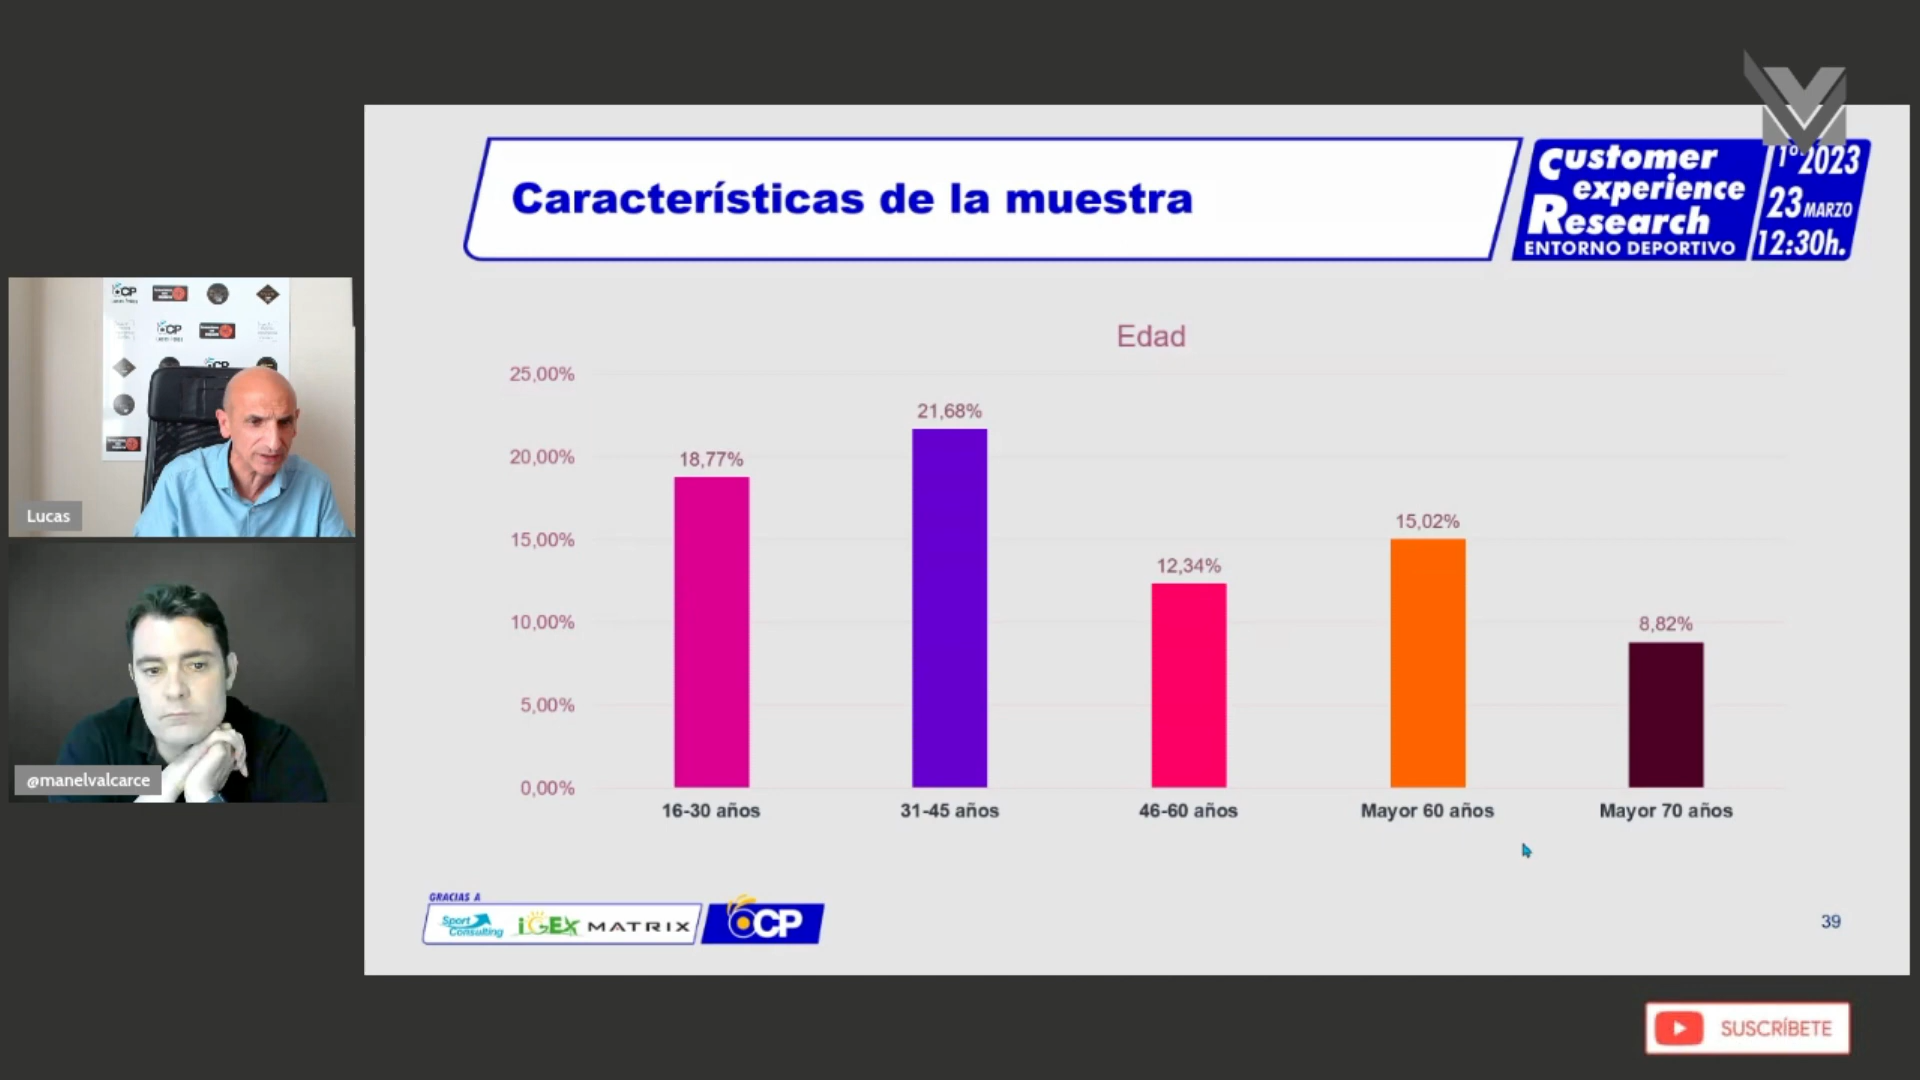 Características de la muestra
Customer
experience
Research
ENTORNO DEPORTIVO
1º2023
23 MARZO
12:30h.
Edad
25,00%
20,00%
15,00%
10,00%
5,00%
0,00%
18,77%
21,68%
12,34%
15,02%
8,82%
16-30 años
31-45 años
46-60 años
Mayor 60 años
Mayor 70 años
Lucas
@manelvalcarce
GRACIAS A
Sport Consulting
iGEX
MATRIX
CP
39
SUSCRÍBETE